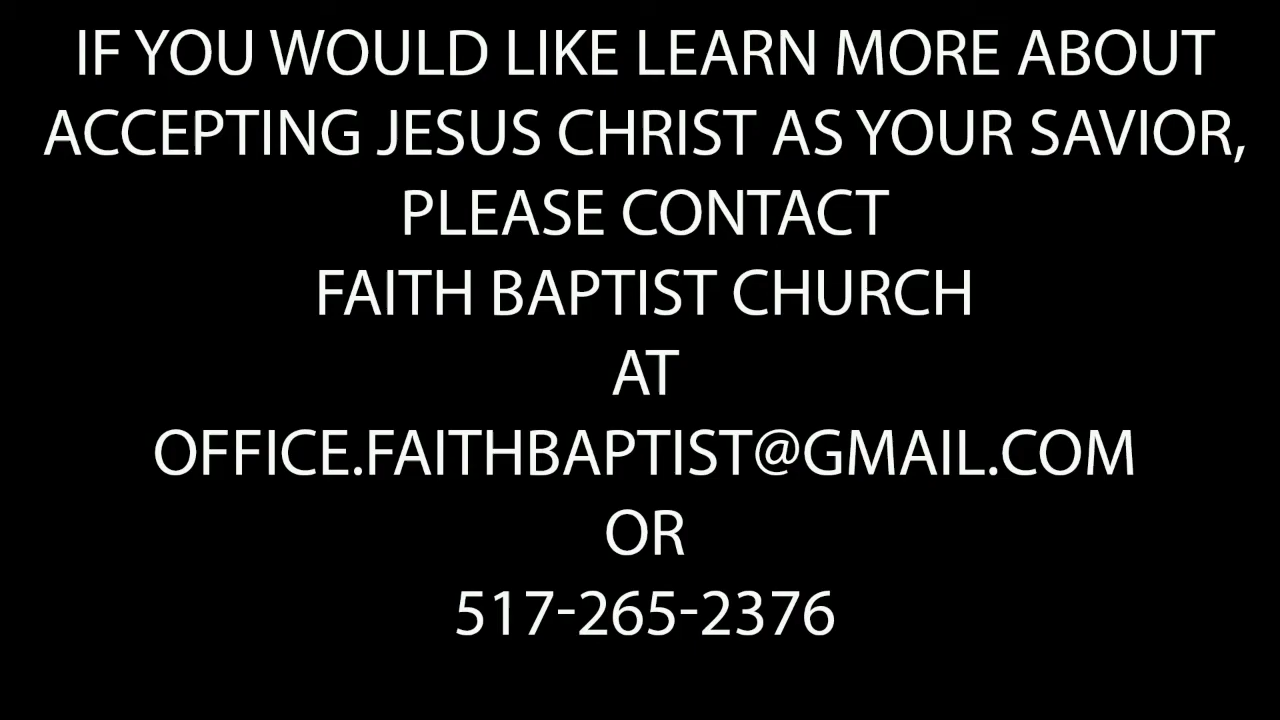 IF YOU WOULD LIKE LEARN MORE ABOUT
ACCEPTING JESUS CHRIST AS YOUR SAVIOR,
PLEASE CONTACT
FAITH BAPTIST CHURCH
AT
OFFICE.FAITHBAPTIST@GMAIL.COM
OR
517-265-2376